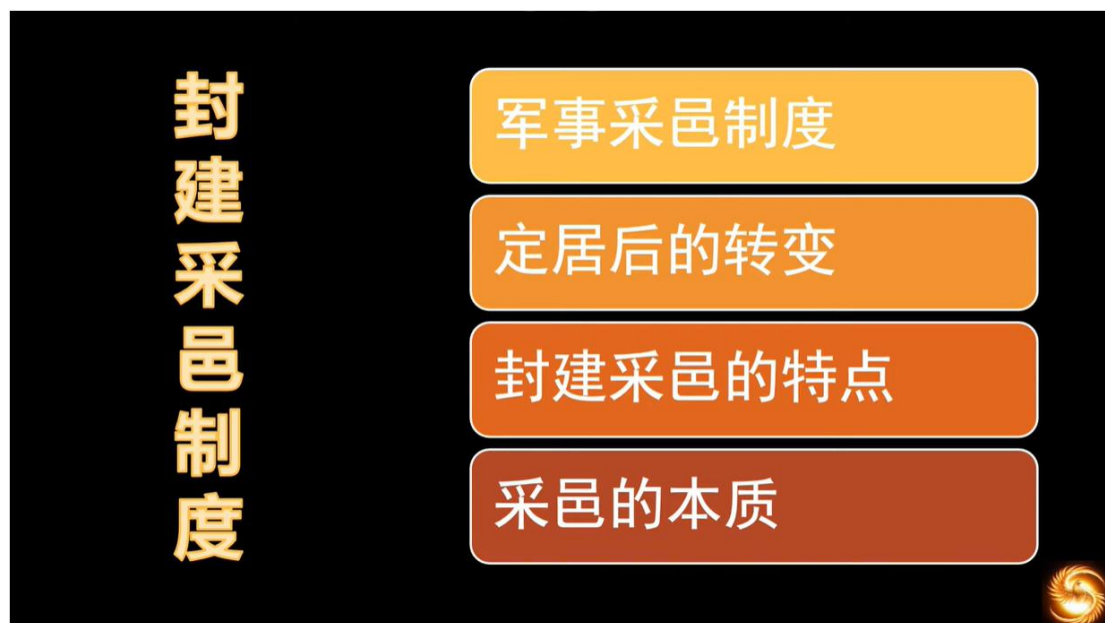 封建采邑制度
军事采邑制度
定居后的转变
封建采邑的特点
采邑的本质